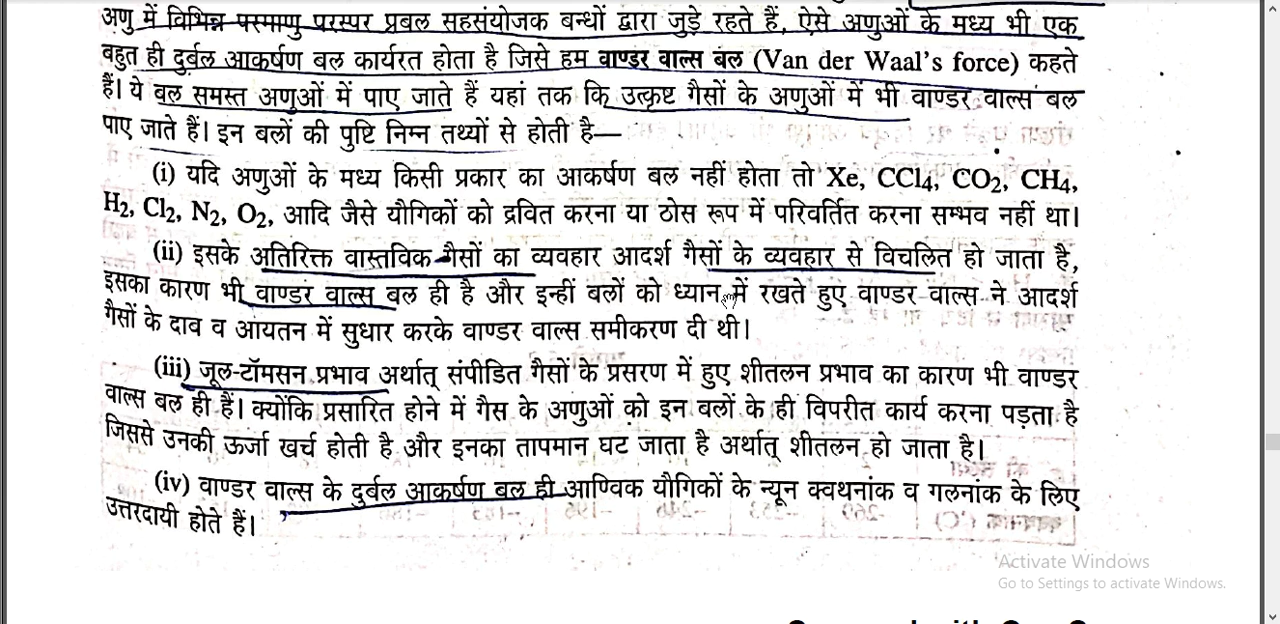 अणु में विभिन्न परमाणु परस्पर प्रबल सहसंयोजक बन्धों द्वारा जुड़े रहते हैं, ऐसे अणुओं के मध्य भी एक
बहुत ही दुर्बल आकर्षण बल कार्यरत होता है जिसे हम वाण्डर वाल्स बल (Van der Waal's force) कहते
हैं। ये बल समस्त अणुओं में पाए जाते हैं यहां तक कि उत्कृष्ट गैसों के अणुओं में भी वाण्डर वाल्स बल
पाए जाते हैं। इन बलों की पुष्टि निम्न तथ्यों से होती है—
(i) यदि अणुओं के मध्य किसी प्रकार का आकर्षण बल नहीं होता तो Xe, CCl4, CO2, CH4,
H2, Cl2, N2, O2, आदि जैसे यौगिकों को द्रवित करना या ठोस रूप में परिवर्तित करना सम्भव नहीं था।
(ii) इसके अतिरिक्त वास्तविक गैसों का व्यवहार आदर्श गैसों के व्यवहार से विचलित हो जाता है,
इसका कारण भी वाण्डर वाल्स बल ही है और इन्हीं बलों को ध्यान में रखते हुए वाण्डर-वाल्स ने आदर्श
गैसों के दाब व आयतन में सुधार करके वाण्डर वाल्स समीकरण दी थी।
(iii) जूल-टॉमसन प्रभाव अर्थात् संपीडित गैसों के प्रसरण में हुए शीतलन प्रभाव का कारण भी वाण्डर
वाल्स बल ही हैं। क्योंकि प्रसारित होने में गैस के अणुओं को इन बलों के ही विपरीत कार्य करना पड़ता है
जिससे उनकी ऊर्जा खर्च होती है और इनका तापमान घट जाता है अर्थात् शीतलन हो जाता है।
(iv) वाण्डर वाल्स के दुर्बल आकर्षण बल ही आण्विक यौगिकों के न्यून क्वथनांक व गलनांक के लिए
उत्तरदायी होते हैं।
Activate Windows
Go to Settings to activate Windows.